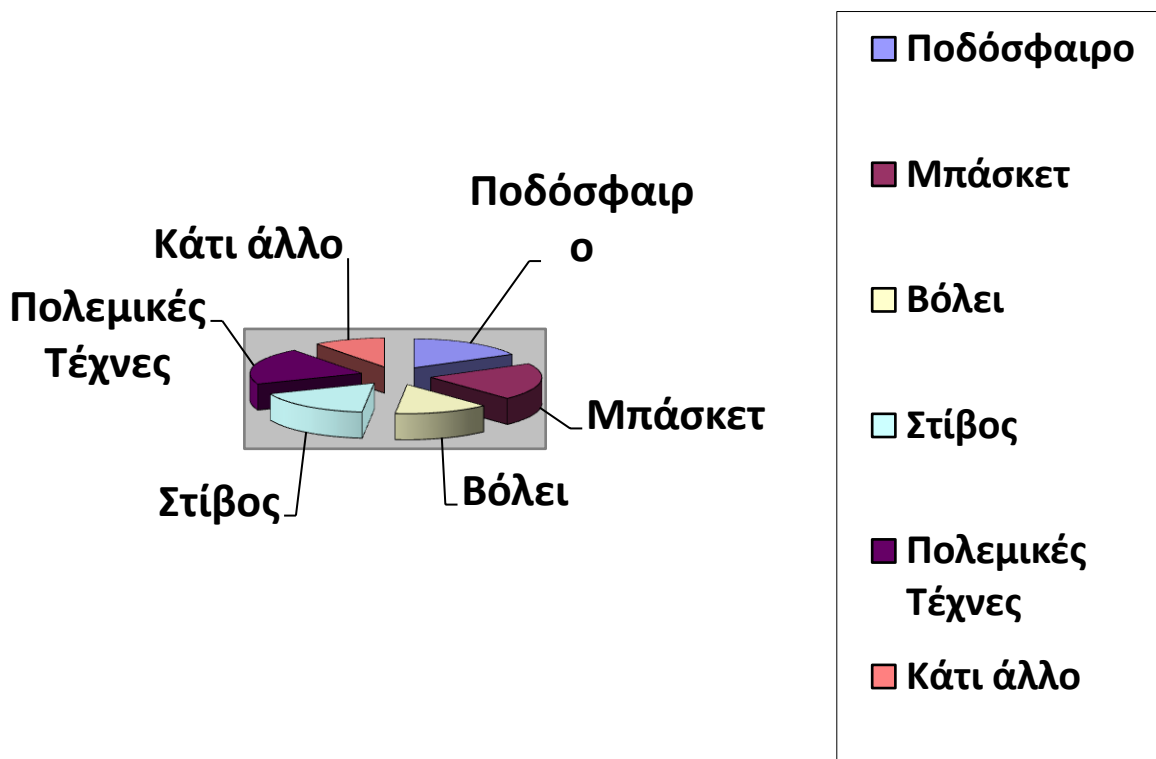 Ποδόσφαιρ
ο
Κάτι άλλο
Πολεμικές
Τέχνες
Μπάσκετ
Βόλει
Στίβος
Ποδόσφαιρο
Μπάσκετ
Βόλει
Στίβος
Πολεμικές
Τέχνες
Κάτι άλλο